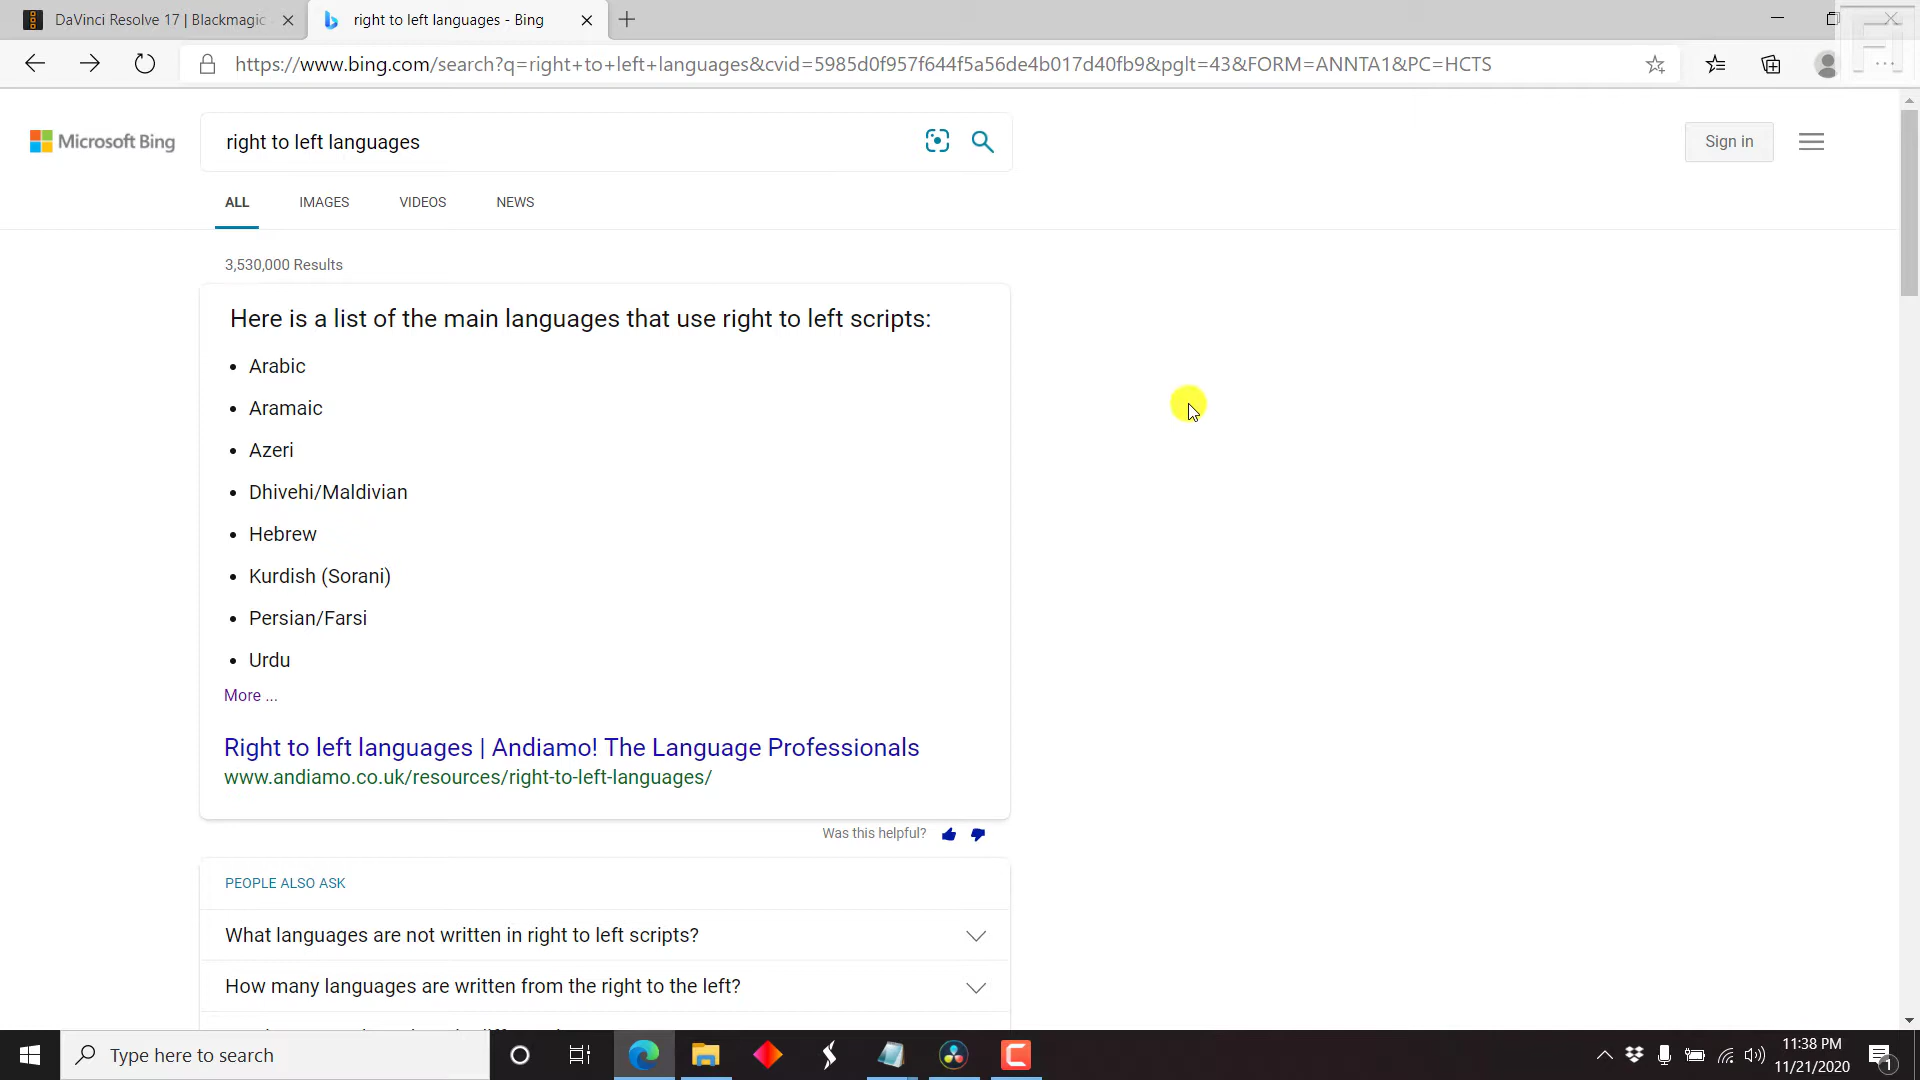 DaVinci Resolve 17 | Blackmagic
right to left languages - Bing
https://www.bing.com/search?q=right+to+left+languages&cvid=5985d0f957f644f5a56de4b017d40fb9&pglt=43&FORM=ANNTA1&PC=HCTS
Microsoft Bing
right to left languages
Sign in
ALL IMAGES VIDEOS NEWS
3,530,000 Results
Here is a list of the main languages that use right to left scripts:
• Arabic
• Aramaic
• Azeri
• Dhivehi/Maldivian
• Hebrew
• Kurdish (Sorani)
• Persian/Farsi
• Urdu
More ...
Right to left languages | Andiamo! The Language Professionals
www.andiamo.co.uk/resources/right-to-left-languages/
Was this helpful?
PEOPLE ALSO ASK
What languages are not written in right to left scripts?
How many languages are written from the right to the left?
Type here to search
11:38 PM
11/21/2020
1